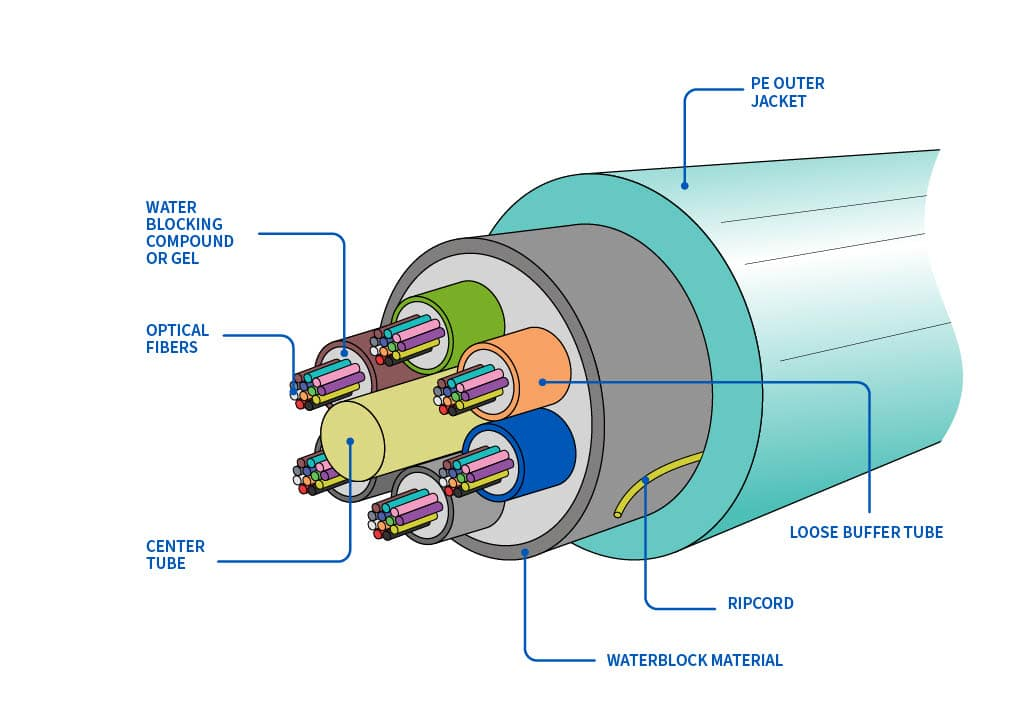 PE OUTER
JACKET
WATER
BLOCKING
COMPOUND
OR GEL
OPTICAL
FIBERS
LOOSE BUFFER TUBE
CENTER
TUBE
RIPCORD
WATERBLOCK MATERIAL